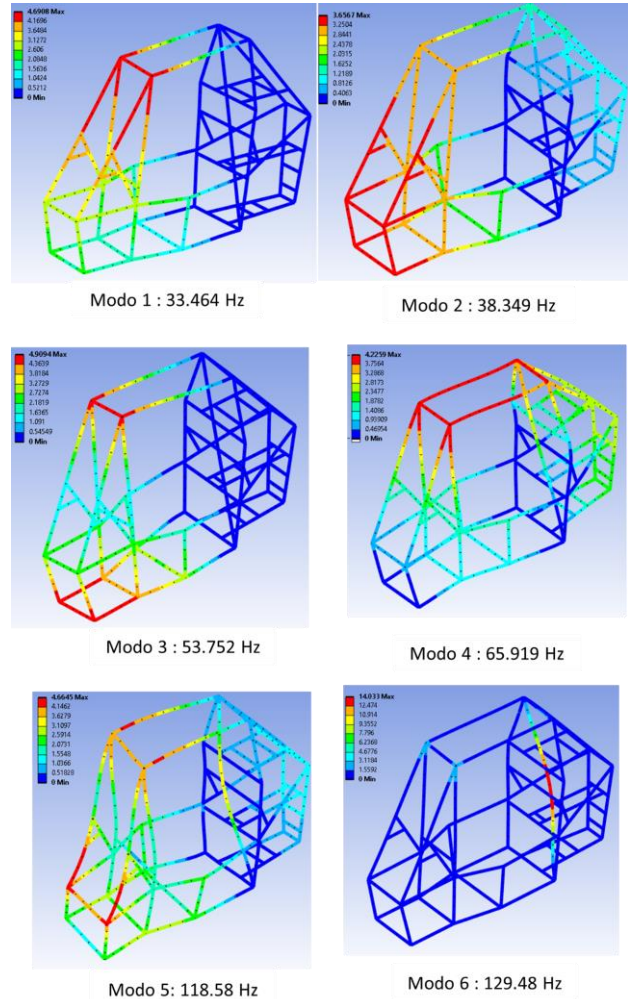 4.6908 Max
4.1696
3.6484
3.1272
2.606
2.0848
1.5636
1.0424
0.5212
0 Min
Modo 1 : 33.464 Hz
3.6567 Max
3.2504
2.8441
2.4378
2.0315
1.6252
1.2189
0.8126
0.4063
0 Min
Modo 2 : 38.349 Hz
4.9094 Max
4.3639
3.8184
3.2729
2.7274
2.1819
1.6365
1.091
0.54549
0 Min
Modo 3 : 53.752 Hz
4.2259 Max
3.7564
3.2868
2.8173
2.3477
1.8782
1.4086
0.93909
0.46954
0 Min
Modo 4 : 65.919 Hz
4.6645 Max
4.1462
3.6279
3.1097
2.5914
2.0731
1.5548
1.0366
0.51828
0 Min
Modo 5: 118.58 Hz
14.033 Max
12.474
10.914
9.3552
7.796
6.2368
4.6776
3.1184
1.5592
0 Min
Modo 6 : 129.48 Hz